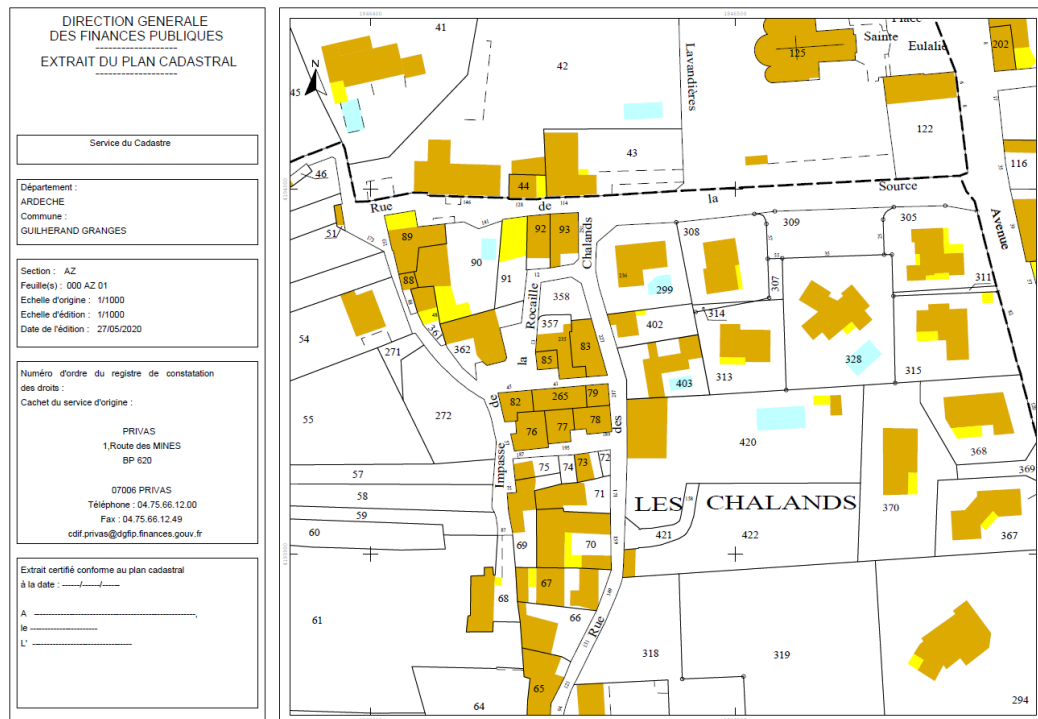 DIRECTION GENERALE
DES FINANCES PUBLIQUES
-------------------
EXTRAIT DU PLAN CADASTRAL
-------------------
Service du Cadastre
Département :
ARDECHE
Commune :
GUILHERAND GRANGES
Section : AZ
Feuille(s) : 000 AZ 01
Echelle d'origine : 1/1000
Echelle d'édition : 1/1000
Date de l'édition : 27/05/2020
Numéro d'ordre du registre de constatation
des droits :
Cachet du service d'origine :
PRIVAS
1,Route des MINES
BP 620
07006 PRIVAS
Téléphone : 04.75.66.12.00
Fax : 04.75.66.12.49
cdif.privas@dgfip.finances.gouv.fr
Extrait certifié conforme au plan cadastral
à la date : ------/------/------
A
le
L'
N
41
42
45
Lavandières
125
Place
Sainte
Eulalie
202
122
116
43
44
46
51
Rue
de
la
Source
Avenue
89
88
90
91
92
93
Chalands
308
309
305
307
311
299
314
358
357
Rocaille
361
362
402
403
313
328
315
54
271
272
55
la
85
83
de
82
265
79
76
77
78
des
420
368
369
370
57
58
59
60
Impasse
75
74
73
72
71
LES CHALANDS
421
422
367
69
70
68
67
66
61
Rue
65
64
318
319
294